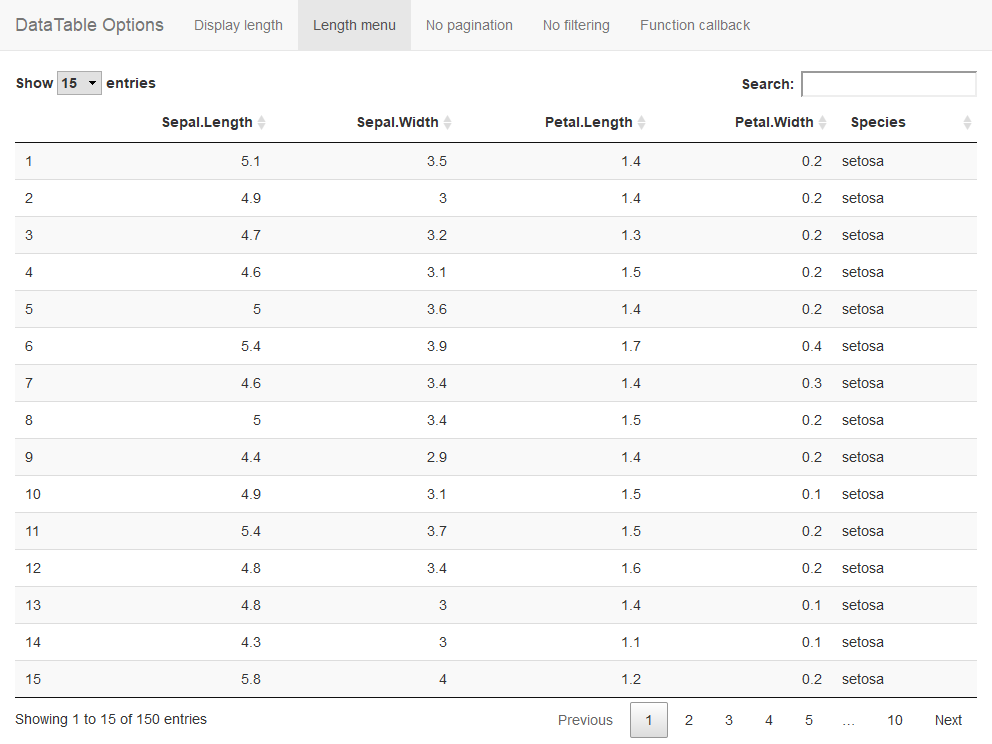 DataTable Options Display length Length menu No pagination No filtering Function callback
Show 15 entries Search:
Sepal.Length Sepal.Width Petal.Length Petal.Width Species
1 5.1 3.5 1.4 0.2 setosa
2 4.9 3 1.4 0.2 setosa
3 4.7 3.2 1.3 0.2 setosa
4 4.6 3.1 1.5 0.2 setosa
5 5 3.6 1.4 0.2 setosa
6 5.4 3.9 1.7 0.4 setosa
7 4.6 3.4 1.4 0.3 setosa
8 5 3.4 1.5 0.2 setosa
9 4.4 2.9 1.4 0.2 setosa
10 4.9 3.1 1.5 0.1 setosa
11 5.4 3.7 1.5 0.2 setosa
12 4.8 3.4 1.6 0.2 setosa
13 4.8 3 1.4 0.1 setosa
14 4.3 3 1.1 0.1 setosa
15 5.8 4 1.2 0.2 setosa
Showing 1 to 15 of 150 entries Previous 1 2 3 4 5 … 10 Next